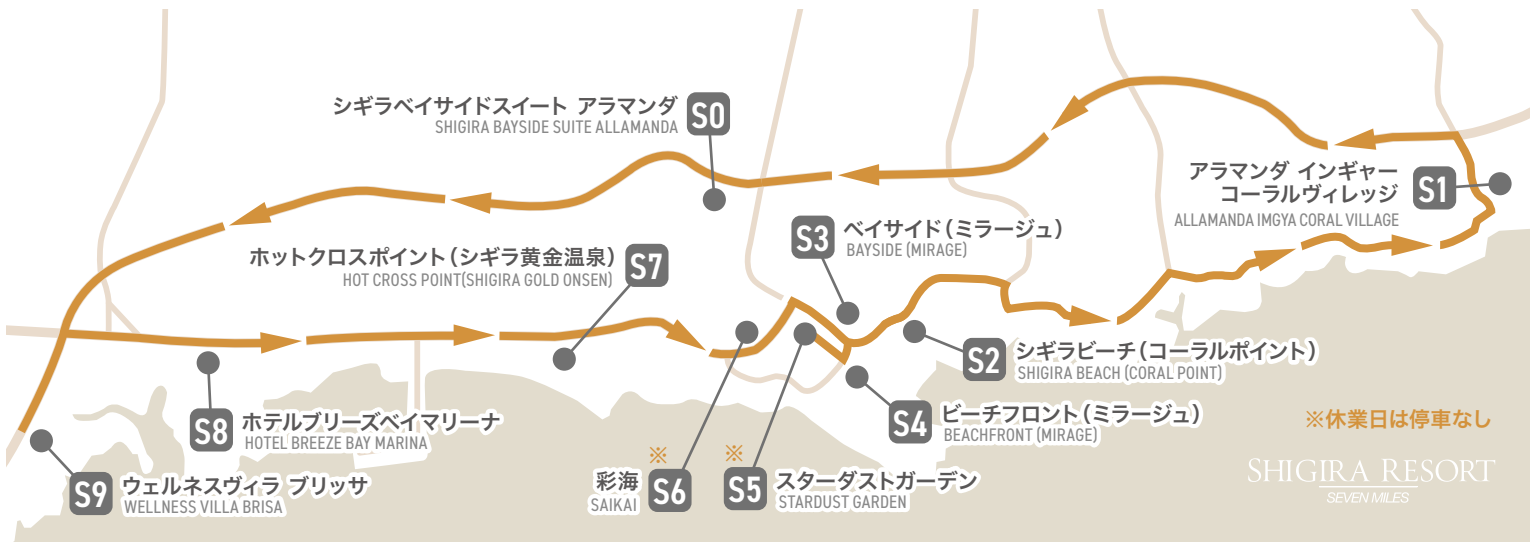 シギラベイサイドスイート アラマンダ
SHIGIRA BAYSIDE SUITE ALLAMANDA
S0
アラマンダ インギャー
コーラルヴィレッジ
ALLAMANDA IMGYA CORAL VILLAGE
S1
ベイサイド(ミラージュ)
BAYSIDE (MIRAGE)
S3
ホットクロスポイント(シギラ黄金温泉)
HOT CROSS POINT(SHIGIRA GOLD ONSEN)
S7
S2
シギラビーチ(コーラルポイント)
SHIGIRA BEACH (CORAL POINT)
S4
ビーチフロント(ミラージュ)
BEACHFRONT (MIRAGE)
S8
ホテルブリーズベイマリーナ
HOTEL BREEZE BAY MARINA
S9
ウェルネスヴィラ ブリッサ
WELLNESS VILLA BRISA
※
彩海
SAIKAI
S6
※
S5
スターダストガーデン
STARDUST GARDEN
※休業日は停車なし
SHIGIRA RESORT
SEVEN MILES